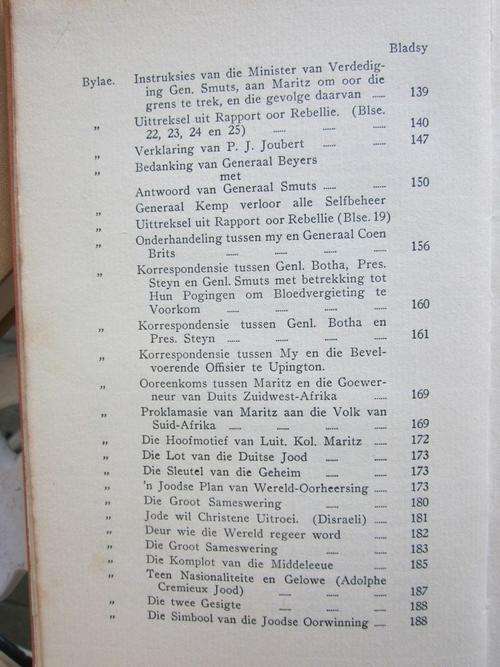 Bladsy
Bylae. Instruksies van die Minister van Verdedig-
ing Gen. Smuts, aan Maritz om oor die
grens te trek, en die gevolge daarvan ...... 139
„ Uittreksel uit Rapport oor Rebellie. (Blse.
22, 23, 24 en 25) ...... ...... 140
„ Verklaring van P. J. Joubert ...... ...... 147
„ Bedanking van Generaal Beyers
met
Antwoord van Generaal Smuts ...... ...... 150
„ Generaal Kemp verloor alle Selfbeheer
„ Uittreksel uit Rapport oor Rebellie (Blse. 19)
„ Onderhandeling tussen my en Generaal Coen
Brits ...... ...... ...... ...... 156
„ Korrespondensie tussen Genl. Botha, Pres.
Steyn en Genl. Smuts met betrekking tot
Hun Pogingen om Bloedvergieting te
Voorkom ...... ...... ...... ...... 160
„ Korrespondensie tussen Genl. Botha en
Pres. Steyn ...... ...... ...... ...... 161
„ Korrespondensie tussen My en die Bevel-
voerende Offisier te Upington.
„ Ooreenkoms tussen Maritz en die Goewer-
neur van Duits Zuidwest-Afrika ...... 169
„ Proklamasie van Maritz aan die Volk van
Suid-Afrika ...... ...... ...... ...... 169
„ Die Hoofmotief van Luit. Kol. Maritz ...... 172
„ Die Lot van die Duitse Jood ...... ...... 173
„ Die Sleutel van die Geheim ...... ...... 173
„ 'n Joodse Plan van Wereld-Oorheersing ...... 173
„ Die Groot Sameswering ...... ...... 180
„ Jode wil Christene Uitroei. (Disraeli) ...... 181
„ Deur wie die Wereld regeer word ...... 182
„ Die Groot Sameswering ...... ...... 183
„ Die Komplot van die Middeleeue ...... 185
„ Teen Nasionaliteite en Gelowe (Adolphe
Cremieux Jood) ...... ...... ...... 187
„ Die twee Gesigte ...... ...... ...... 188
„ Die Simbool van die Joodse Oorwinning ...... 188